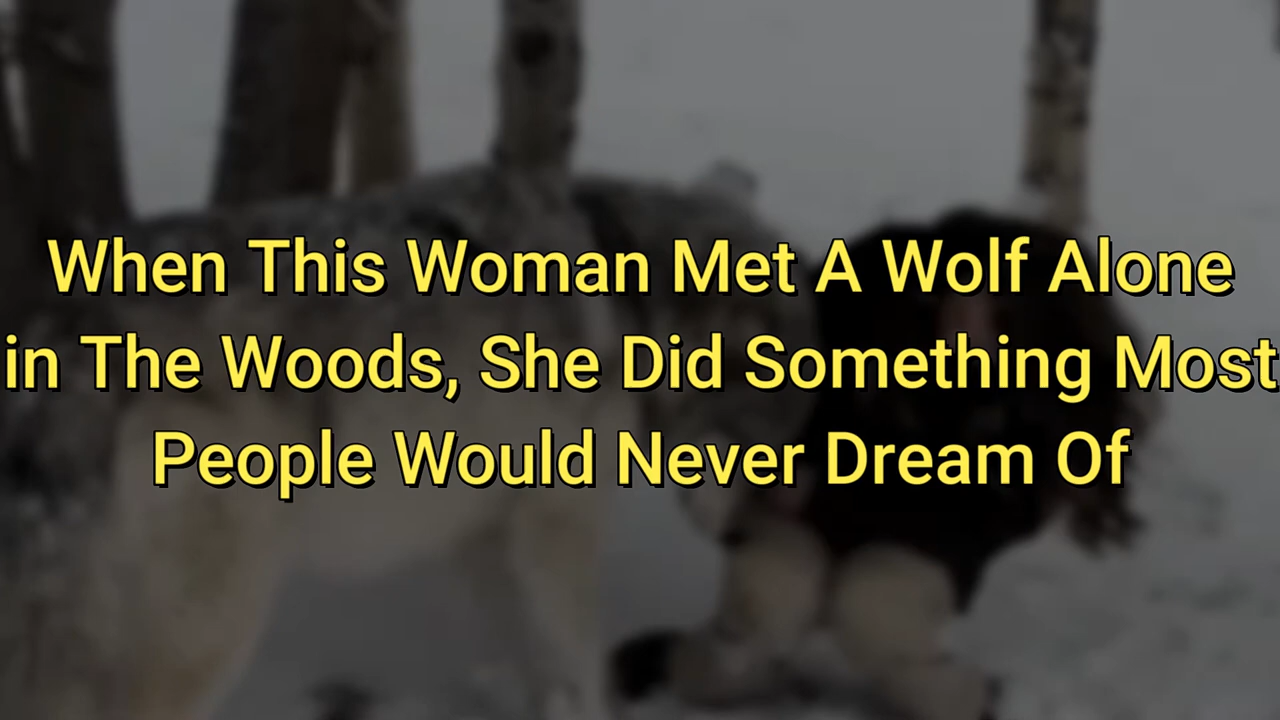 When This Woman Met A Wolf Alone
in The Woods, She Did Something Most
People Would Never Dream Of